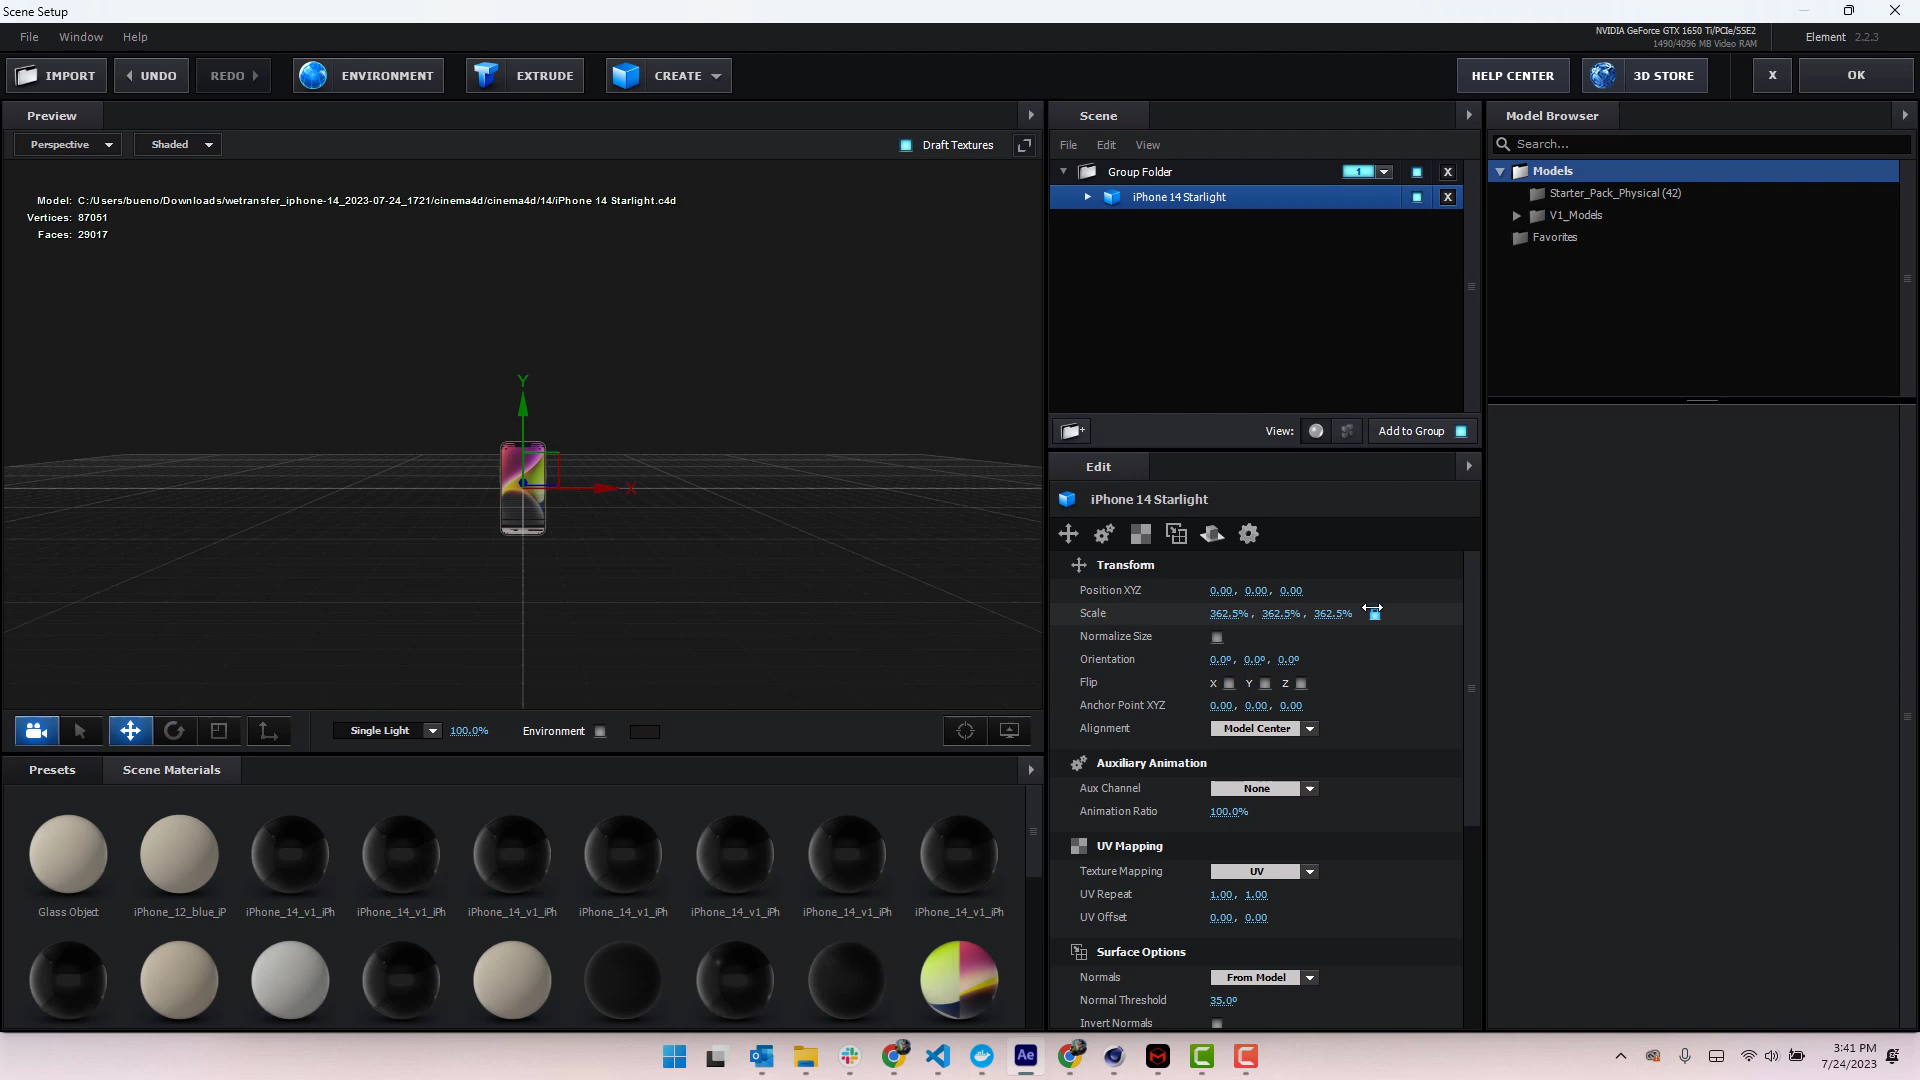 Scene Setup
File Window Help
NVIDIA GeForce GTX 1650 Ti/PCIe/SSE2
1490/4096 MB Video RAM
Element 2.2.3
IMPORT UNDO REDO ENVIRONMENT EXTRUDE CREATE HELP CENTER 3D STORE X OK
Preview
Perspective Shaded Draft Textures
Model: C:/Users/bueno/Downloads/wetransfer_iphone-14_2023-07-24_1721/cinema4d/cinema4d/14/iPhone 14 Starlight.c4d
Vertices: 87051
Faces: 29017
Y
X
Single Light 100.0% Environment
Presets Scene Materials
Glass Object iPhone_12_blue_iP iPhone_14_v1_iPh iPhone_14_v1_iPh iPhone_14_v1_iPh iPhone_14_v1_iPh iPhone_14_v1_iPh iPhone_14_v1_iPh iPhone_14_v1_iPh
Scene
File Edit View
Group Folder 1 X
iPhone 14 Starlight X
View: Add to Group
Edit
iPhone 14 Starlight
Transform
Position XYZ 0.00, 0.00, 0.00
Scale 362.5%, 362.5%, 362.5%
Normalize Size
Orientation 0.0º, 0.0º, 0.0º
Flip X Y Z
Anchor Point XYZ 0.00, 0.00, 0.00
Alignment Model Center
Auxiliary Animation
Aux Channel None
Animation Ratio 100.0%
UV Mapping
Texture Mapping UV
UV Repeat 1.00, 1.00
UV Offset 0.00, 0.00
Surface Options
Normals From Model
Normal Threshold 35.0º
Invert Normals
Model Browser
Search...
Models
Starter_Pack_Physical (42)
V1_Models
Favorites
Ae
3:41 PM
7/24/2023